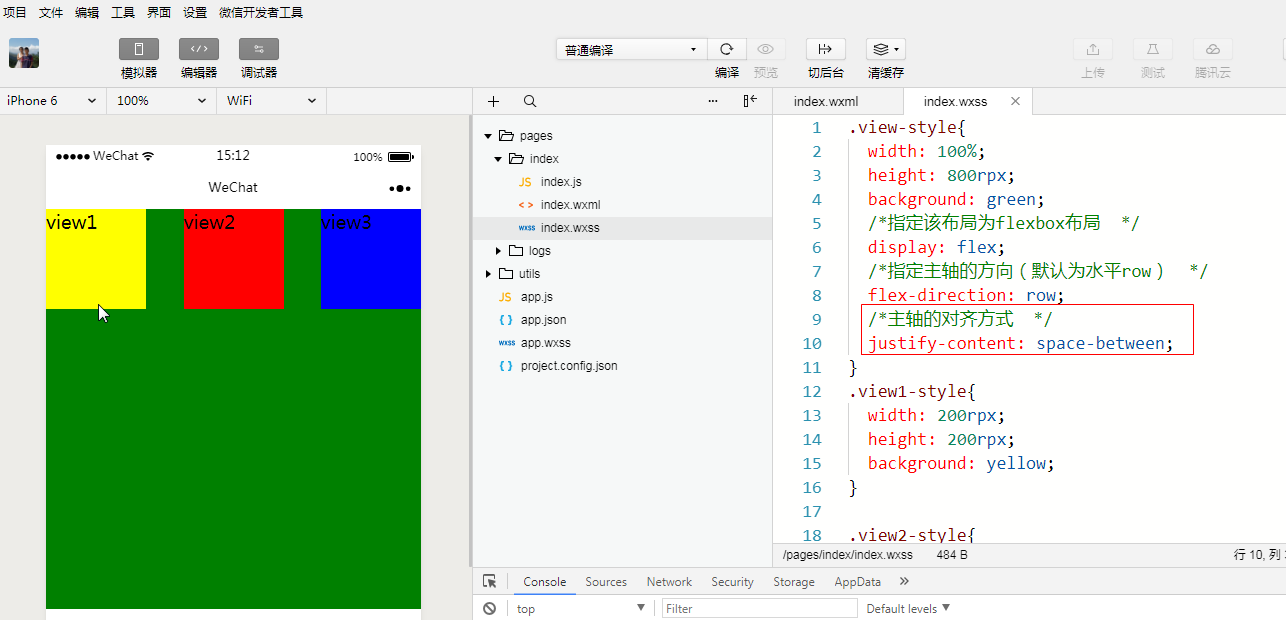 项目 文件 编辑 工具 界面 设置 微信开发者工具
普通编译
模拟器 编辑器 调试器 编译 预览 切后台 清缓存 上传 测试 腾讯云
iPhone 6 100% WiFi
index.wxml index.wxss
WeChat 15:12 100%
WeChat
view1 view2 view3
pages
index
index.js
index.wxml
index.wxss
logs
utils
app.js
app.json
app.wxss
project.config.json
1 .view-style{
2 width: 100%;
3 height: 800rpx;
4 background: green;
5 /*指定该布局为flexbox布局 */
6 display: flex;
7 /*指定主轴的方向（默认为水平row） */
8 flex-direction: row;
9 /*主轴的对齐方式 */
10 justify-content: space-between;
11 }
12 .view1-style{
13 width: 200rpx;
14 height: 200rpx;
15 background: yellow;
16 }
17
18 .view2-style{
/pages/index/index.wxss 484 B 行 10, 列
Console Sources Network Security Storage AppData
top Filter Default levels